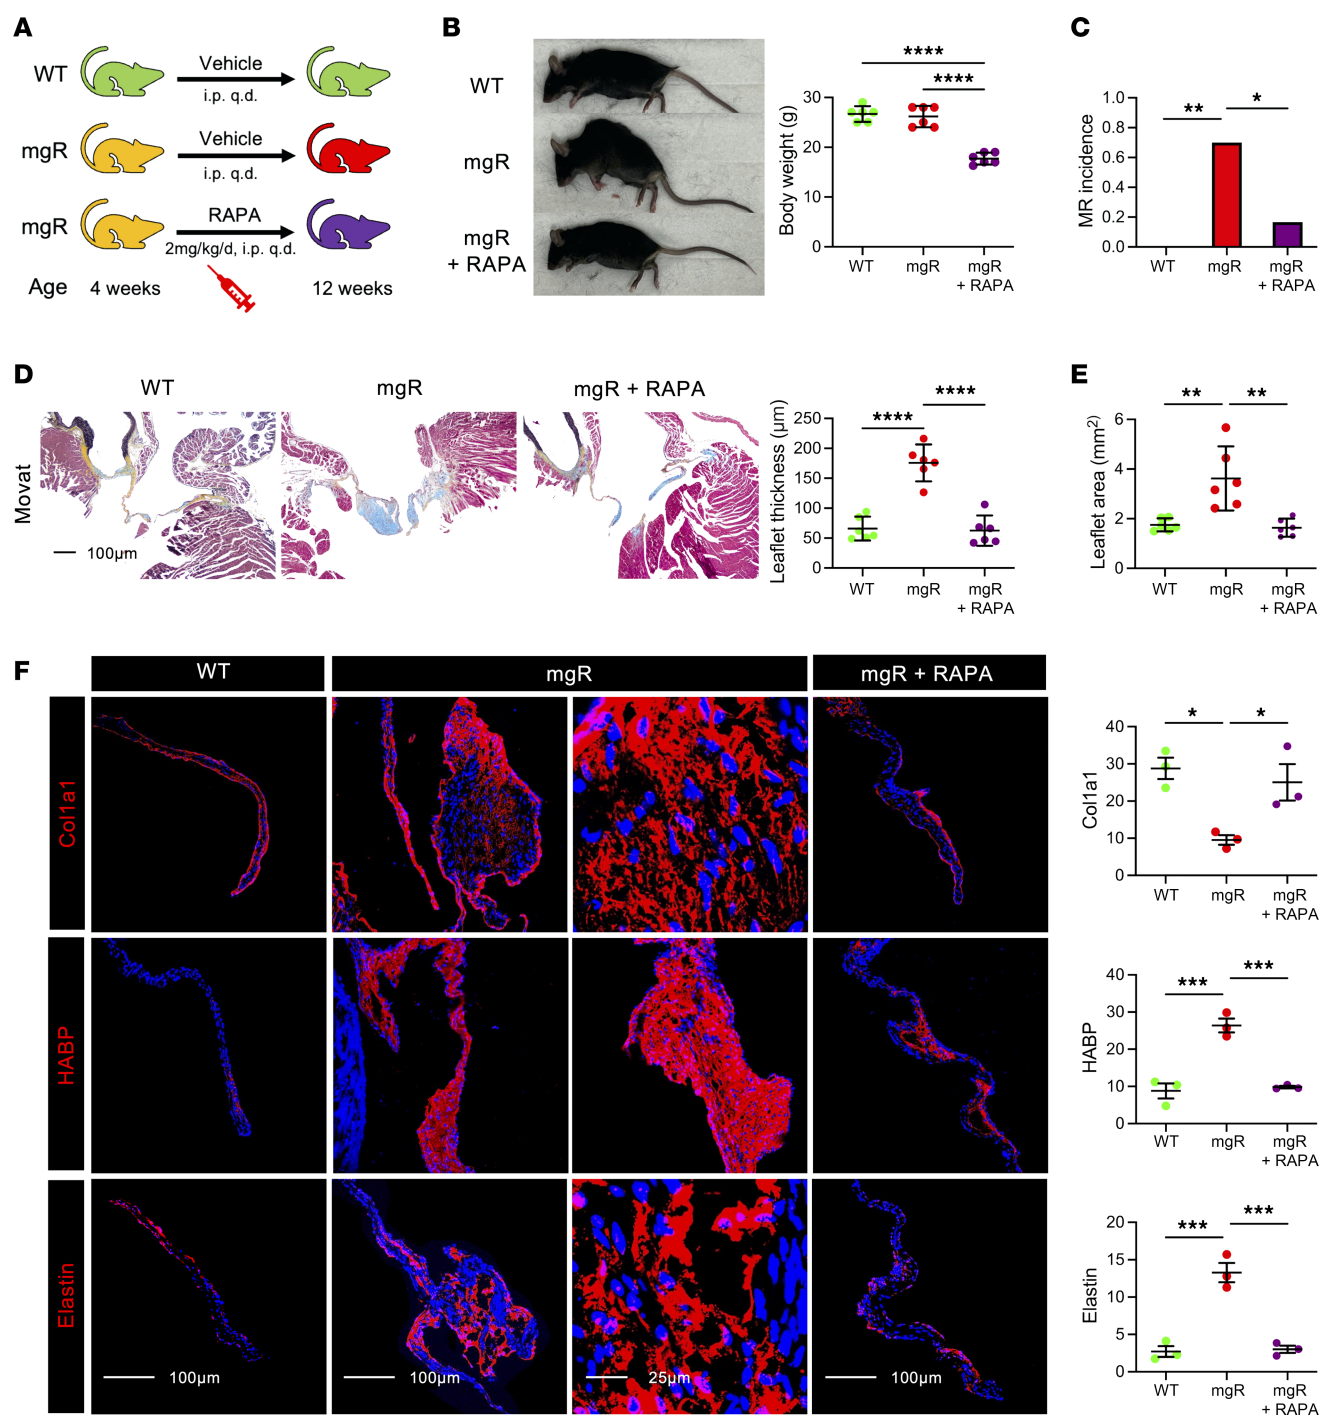 A
WT
Vehicle
i.p. q.d.
mgR
Vehicle
i.p. q.d.
mgR
RAPA
2mg/kg/d, i.p. q.d.
Age
4 weeks
12 weeks
B
WT
mgR
mgR
+ RAPA
****
****
Body weight (g)
30
20
10
0
WT
mgR
mgR
+ RAPA
C
**
*
MR incidence
1.0
0.8
0.6
0.4
0.2
0.0
WT
mgR
mgR
+ RAPA
D
WT
mgR
mgR + RAPA
Movat
100µm
****
****
Leaflet thickness (µm)
250
200
150
100
50
0
WT
mgR
mgR
+ RAPA
E
**
**
Leaflet area (mm²)
6
4
2
0
WT
mgR
mgR
+ RAPA
F
WT
mgR
mgR + RAPA
Col1a1
HABP
Elastin
100µm
100µm
25µm
100µm
*
*
Col1a1
40
30
20
10
0
WT
mgR
mgR
+ RAPA
***
***
HABP
40
30
20
10
0
WT
mgR
mgR
+ RAPA
***
***
Elastin
20
15
10
5
0
WT
mgR
mgR
+ RAPA